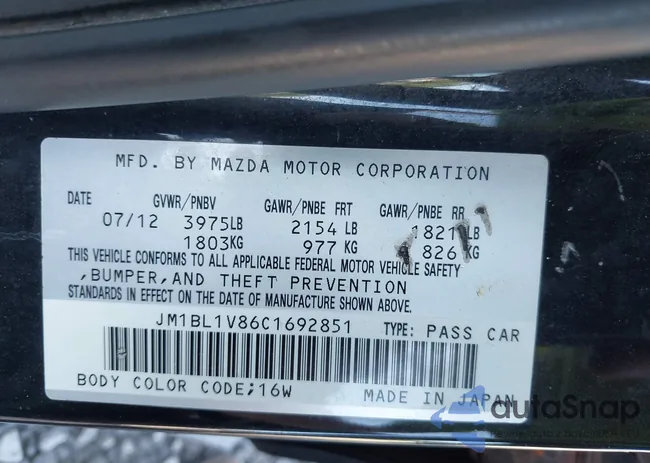 MFD. BY MAZDA MOTOR CORPORATION
DATE GVWR/PNBV GAWR/PNBE FRT GAWR/PNBE RR
07/12 3975LB 2154 LB 1821LB
1803KG 977 KG 826KG
THIS VEHICLE CONFORMS TO ALL APPLICABLE FEDERAL MOTOR VEHICLE SAFETY
,BUMPER,AND THEFT PREVENTION
STANDARDS IN EFFECT ON THE DATE OF MANUFACTURE SHOWN ABOVE.
JM1BL1V86C1692851 TYPE: PASS CAR
BODY COLOR CODE;16W MADE IN JAPAN
autaSnap